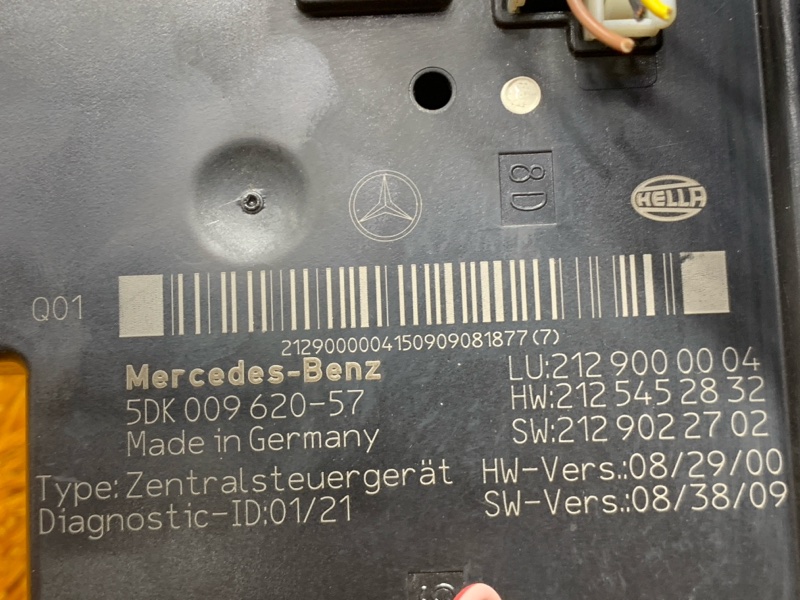 8D
HELLA
Q01
2129000004150909081877(7)
Mercedes-Benz
5DK 009 620-57
Made in Germany
LU:212 900 00 04
HW:212 545 28 32
SW:212 902 27 02
Type: Zentralsteuergerät
Diagnostic-ID:01/21
HW-Vers.:08/29/00
SW-Vers.:08/38/09